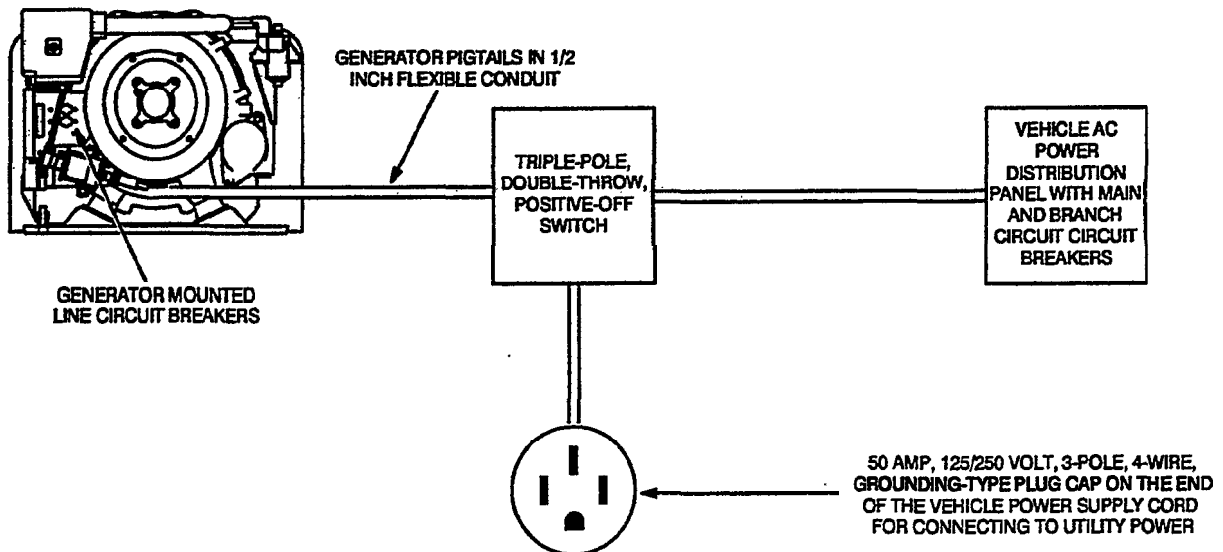 GENERATOR PIGTAILS IN 1/2
INCH FLEXIBLE CONDUIT
TRIPLE-POLE,
DOUBLE-THROW,
POSITIVE-OFF
SWITCH
VEHICLE AC
POWER
DISTRIBUTION
PANEL WITH MAIN
AND BRANCH
CIRCUIT CIRCUIT
BREAKERS
GENERATOR MOUNTED
LINE CIRCUIT BREAKERS
50 AMP, 125/250 VOLT, 3-POLE, 4-WIRE,
GROUNDING-TYPE PLUG CAP ON THE END
OF THE VEHICLE POWER SUPPLY CORD
FOR CONNECTING TO UTILITY POWER